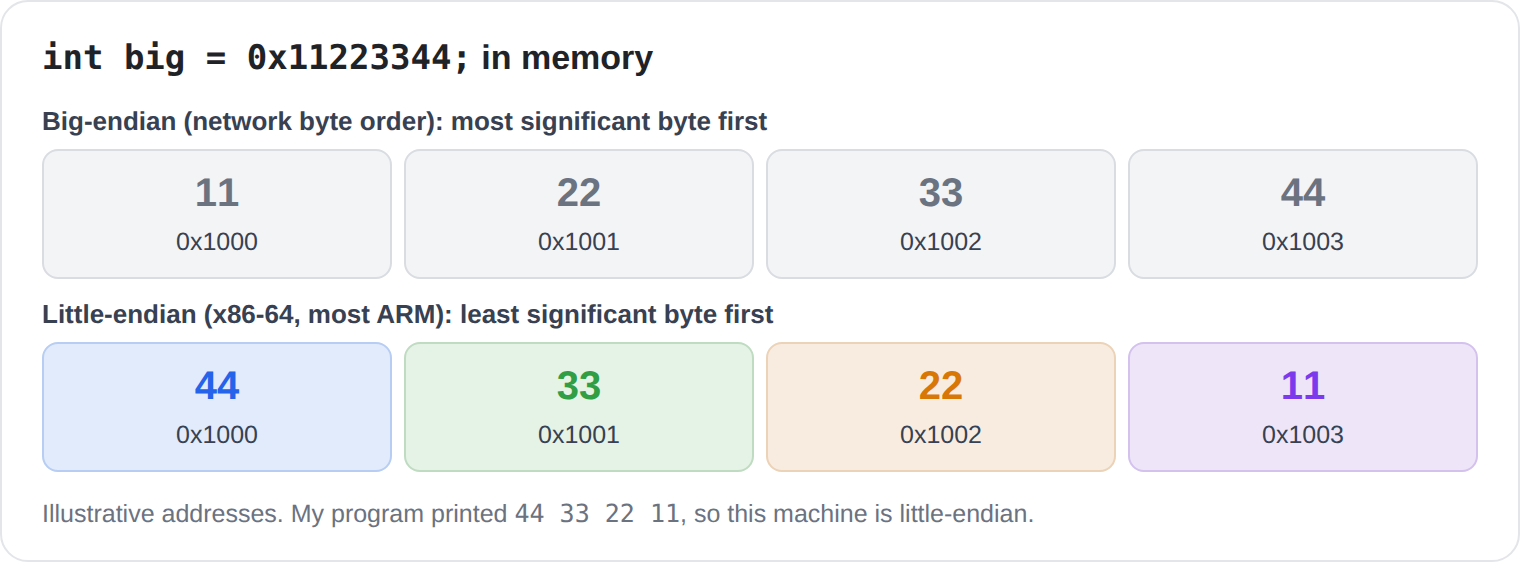 int big = 0x11223344; in memory
Big-endian (network byte order): most significant byte first
11 22 33 44
0x1000 0x1001 0x1002 0x1003
Little-endian (x86-64, most ARM): least significant byte first
44 33 22 11
0x1000 0x1001 0x1002 0x1003
Illustrative addresses. My program printed 44 33 22 11, so this machine is little-endian.